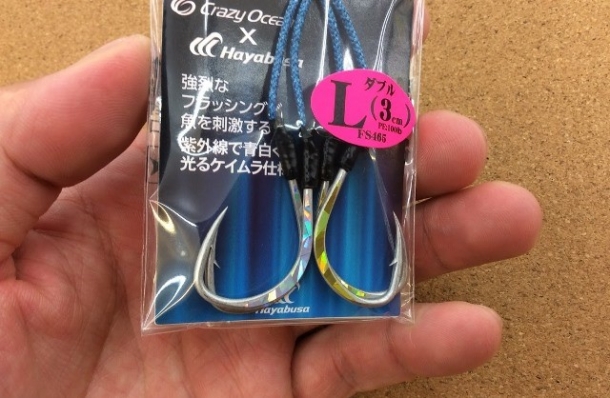 Crazy Ocea
X
Hayabusa
強烈な
フラッシングが
魚を刺激する
紫外線で青白く
光るケイムラ仕様
ダブル
L
(3cm)
FS465
Hayabusa